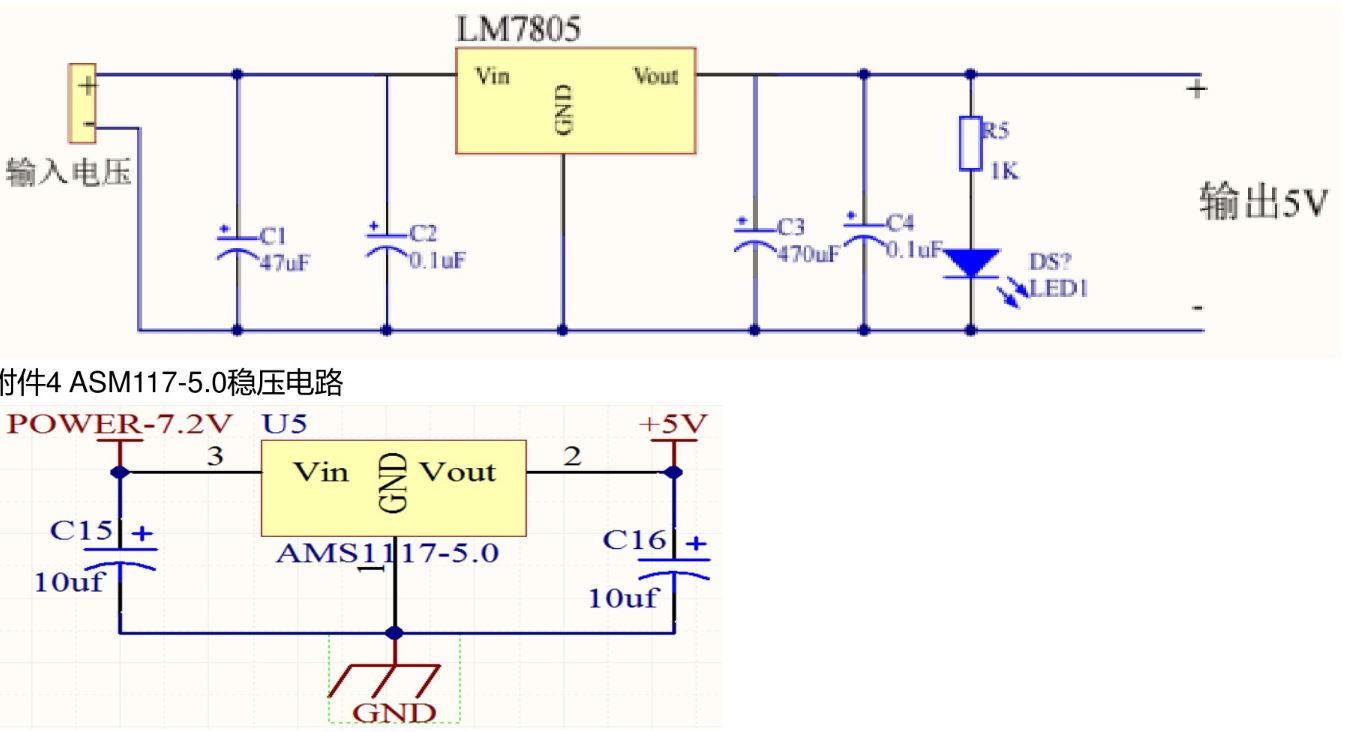 LM7805
Vin
Vout
GND
+
-
输入电压
+
C1
47uF
+
C2
0.1uF
+
C3
470uF
+
C4
0.1uF
R5
1K
DS?
LED1
+
输出5V
-
附件4 ASM117-5.0稳压电路
POWER-7.2V
U5
+5V
3
2
Vin
GND
Vout
C15
+
10uf
AMS1117-5.0
1
C16
+
10uf
GND